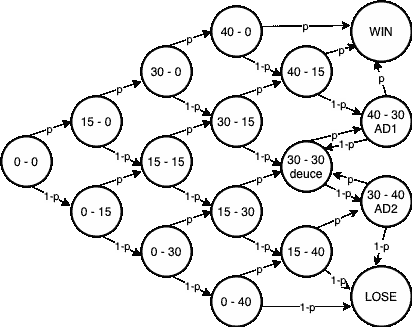 40 - 0
p
WIN
p
1-p
p
30 - 0
40 - 15
p
p
1-p
1-p
15 - 0
30 - 15
40 - 30
AD1
p
p
p
1-p
1-p
1-p
0 - 0
15 - 15
30 - 30
deuce
1-p
p
p
1-p
p
1-p
0 - 15
15 - 30
30 - 40
AD2
1-p
p
1-p
p
1-p
0 - 30
15 - 40
1-p
p
1-p
0 - 40
1-p
LOSE